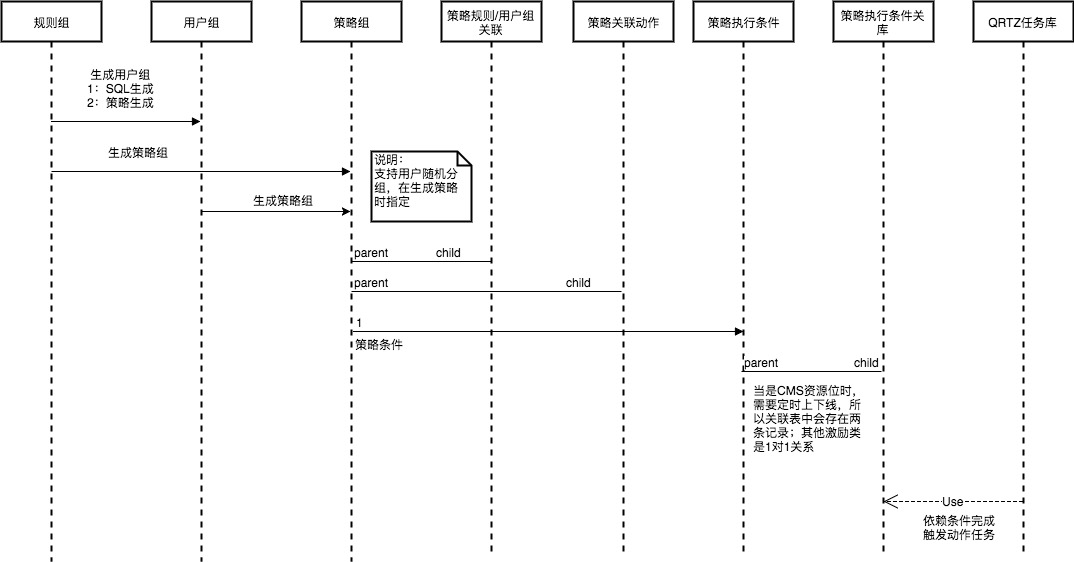 规则组
用户组
策略组
策略规则/用户组
关联
策略关联动作
策略执行条件
策略执行条件关
库
QRTZ任务库
生成用户组
1：SQL生成
2：策略生成
生成策略组
说明：
支持用户随机分
组，在生成策略
时指定
生成策略组
parent
child
parent
child
1
策略条件
parent
child
当是CMS资源位时，
需要定时上下线，所
以关联表中会存在两
条记录；其他激励类
是1对1关系
Use
依赖条件完成
触发动作任务